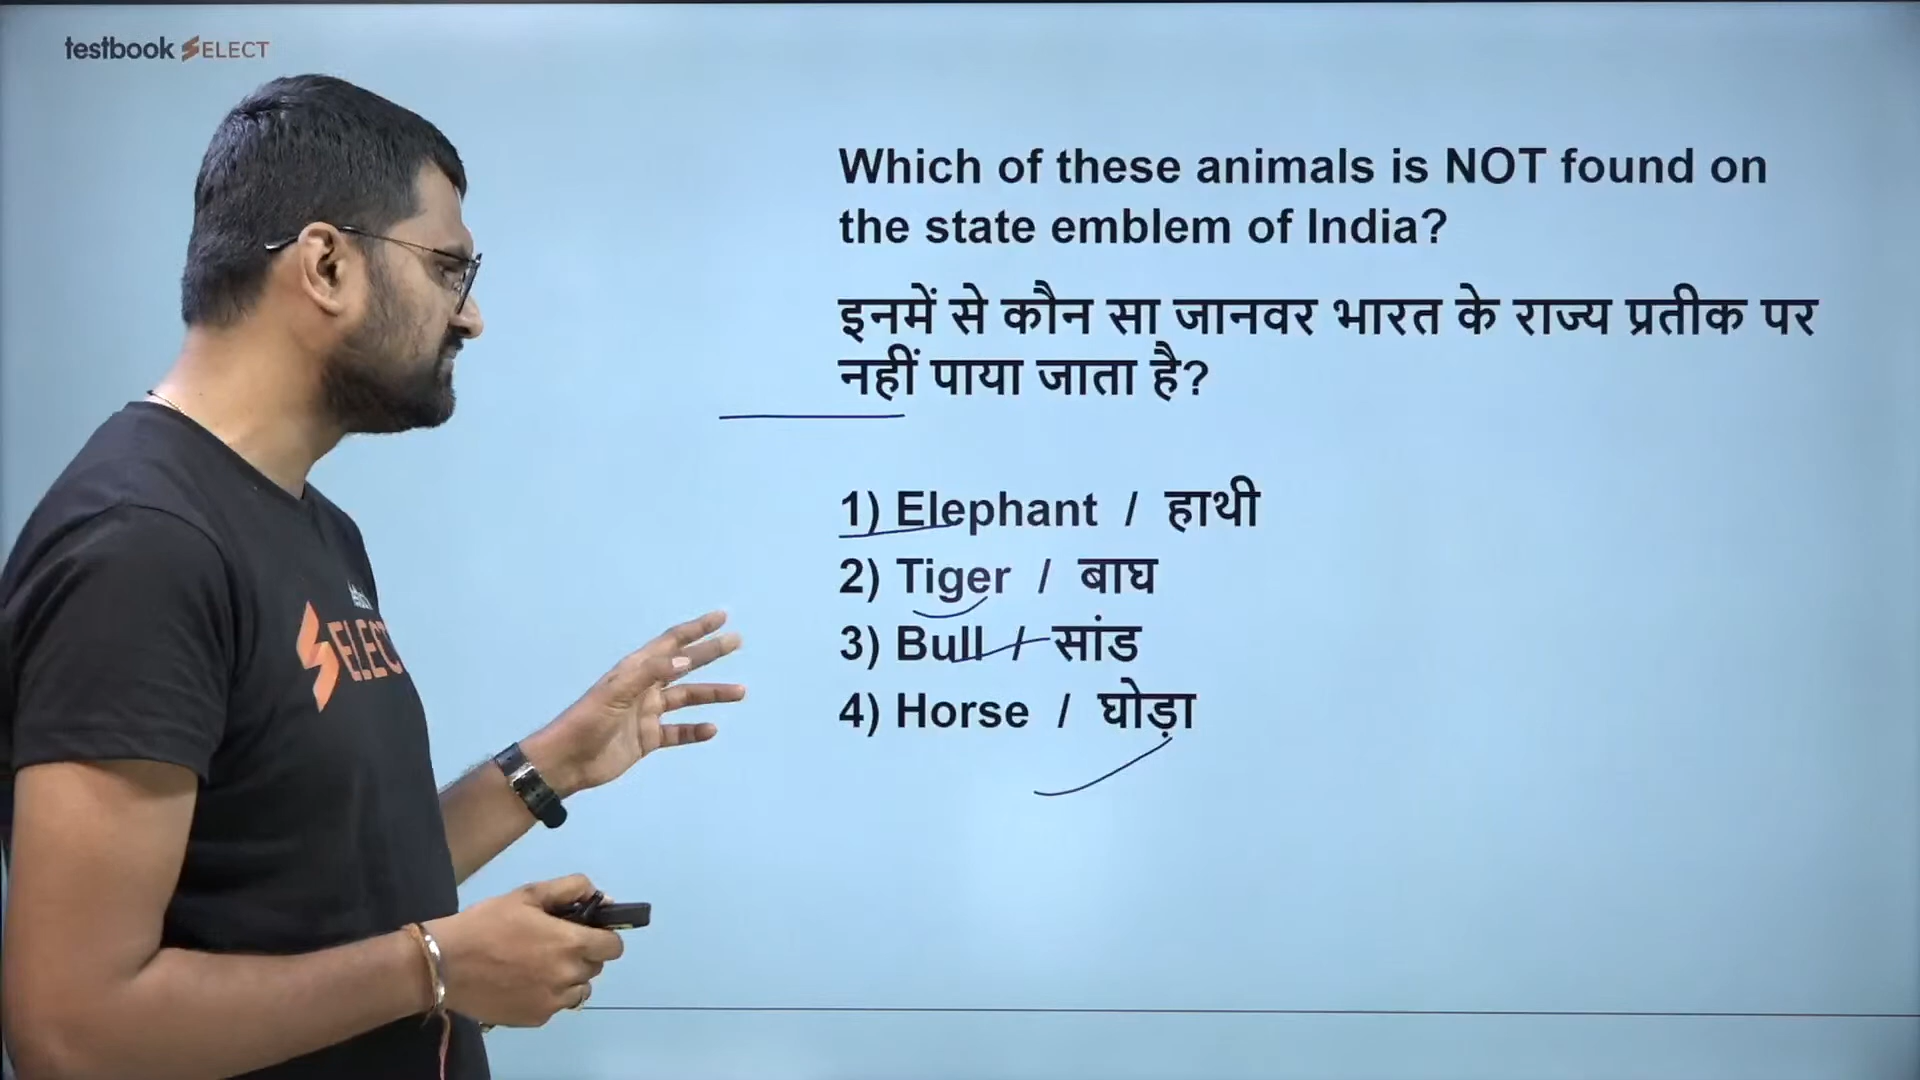 testbook SELECT
Which of these animals is NOT found on
the state emblem of India?
इनमें से कौन सा जानवर भारत के राज्य प्रतीक पर
नहीं पाया जाता है?
1) Elephant / हाथी
2) Tiger / बाघ
3) Bull / सांड
4) Horse / घोड़ा
SELECT